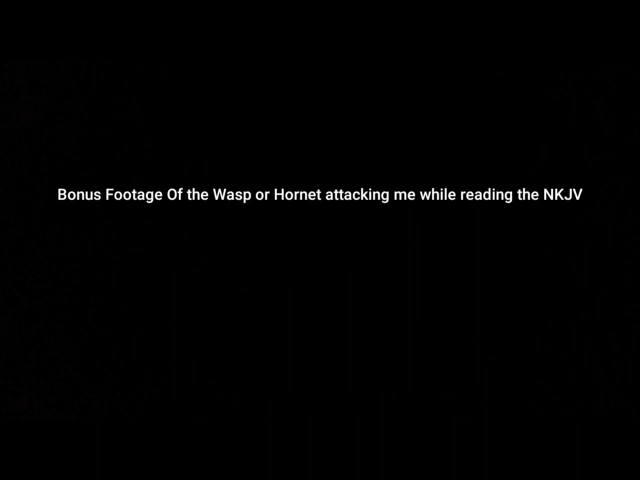 Bonus Footage Of the Wasp or Hornet attacking me while reading the NKJV